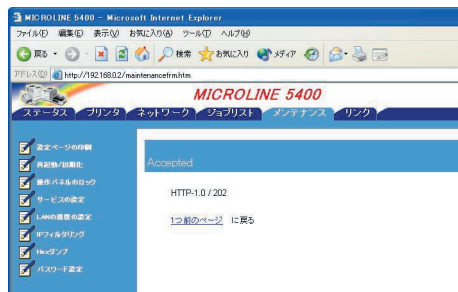 MICROLINE 5400 - Microsoft Internet Explorer
ファイル(F) 編集(E) 表示(V) お気に入り(A) ツール(T) ヘルプ(H)
戻る 検索 お気に入り メディア
アドレス(D) http://192.168.0.2/maintenancefrm.htm
MICROLINE 5400
ステータス プリンタ ネットワーク ジョブリスト メンテナンス リンク
設定ページの印刷
再起動/初期化
操作パネルのロック
サービスの設定
LANの規模の設定
IPフィルタリング
Hexダンプ
パスワード設定
Accepted
HTTP-1.0 / 202
1つ前のページ に戻る